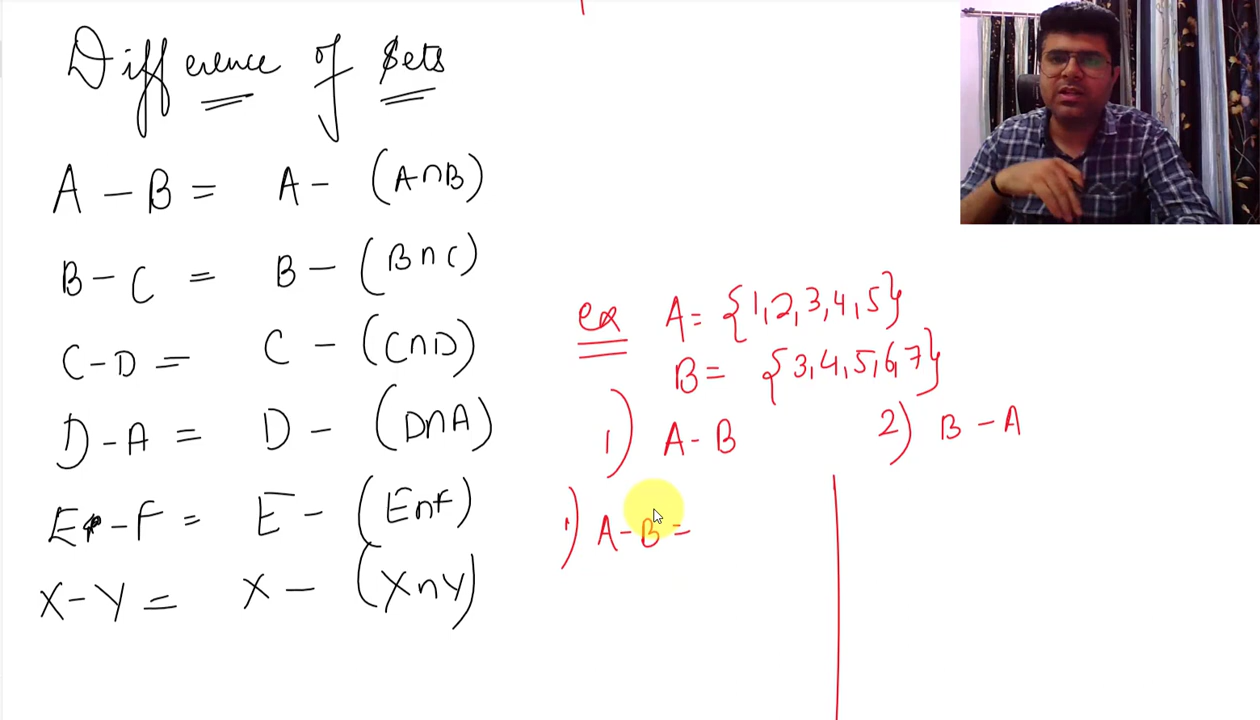 Difference of Sets
A - B = A - (A∩B)
B - C = B - (B∩C)
C - D = C - (C∩D)
D - A = D - (D∩A)
E - F = E - (E∩F)
X - Y = X - (X∩Y)
ex A = {1, 2, 3, 4, 5}
B = {3, 4, 5, 6, 7}
1) A - B 2) B - A
1) A - B =